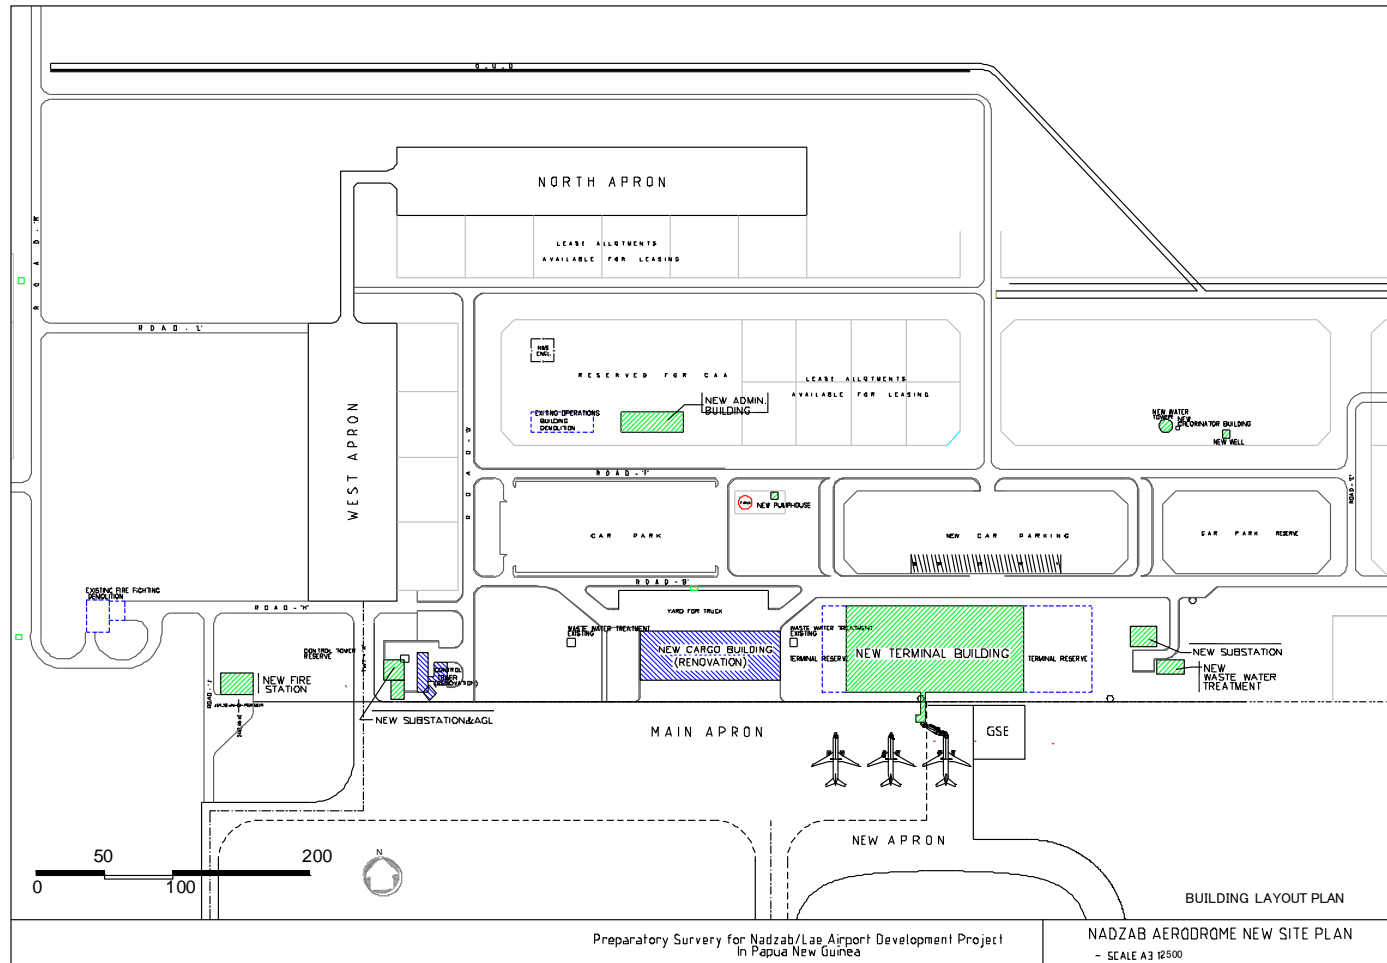 NORTH APRON
LEASE ALLOTMENTS
AVAILABLE FOR LEASING
ROAD-'L'
NWS
ENGL.
RESERVED FOR CAA
LEASE ALLOTMENTS
AVAILABLE FOR LEASING
NEW ADMIN.
BUILDING
EXITING OPERATIONS
BUILDING
DEMOLITION
NEW WATER
TOWER
NEW
CHLORINATOR BUILDING
NEW WELL
WEST APRON
ROAD-'F'
NEW PUMPHOUSE
CAR PARK
NEW CAR PARKING
CAR PARK RESERVE
ROAD-'E'
ROAD-'B'
EXISTING FIRE FIGHTING
DEMOLITION
ROAD-'H'
YARD FOR TRUCK
WASTE WATER TREATMENT
EXISTING
WASTE WATER TREATMENT
EXISTING
CONTROL TOWER
RESERVE
NEW CARGO BUILDING
(RENOVATION)
TERMINAL RESERVE
NEW TERMINAL BUILDING
TERMINAL RESERVE
NEW SUBSTATION
NEW
WASTE WATER
TREATMENT
CONTROL
TOWER
(RENOVATION)
NEW FIRE
STATION
ROAD-'I'
NEW SUBSTATION&AGL
MAIN APRON
GSE
NEW APRON
50
200
0
100
N
BUILDING LAYOUT PLAN
Preparatory Survery for Nadzab/Lae Airport Development Project
In Papua New Guinea
NADZAB AERODROME NEW SITE PLAN
- SCALE A3 1:2500